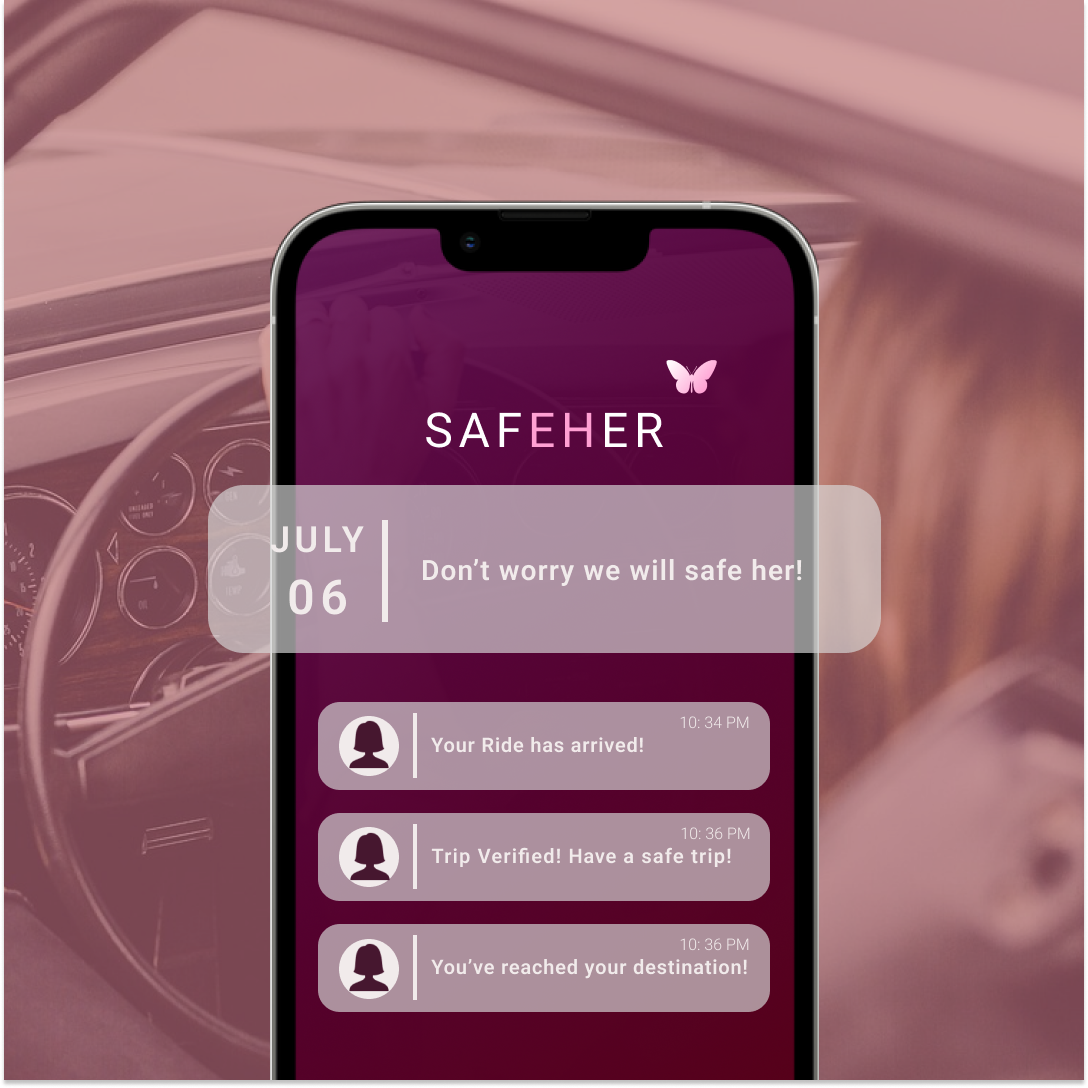 SAFEHER
JULY
06
Don’t worry we will safe her!
10: 34 PM
Your Ride has arrived!
10: 36 PM
Trip Verified! Have a safe trip!
10: 36 PM
You’ve reached your destination!